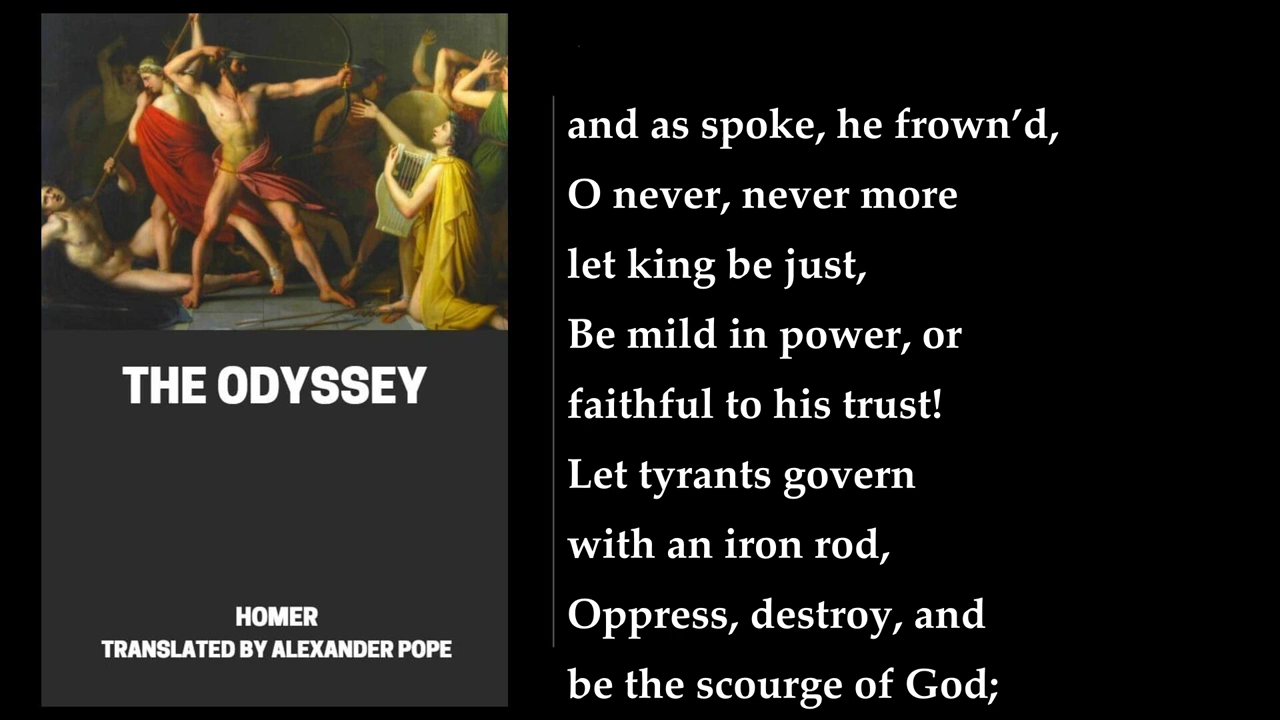 THE ODYSSEY
HOMER
TRANSLATED BY ALEXANDER POPE
and as spoke, he frown’d,
O never, never more
let king be just,
Be mild in power, or
faithful to his trust!
Let tyrants govern
with an iron rod,
Oppress, destroy, and
be the scourge of God;